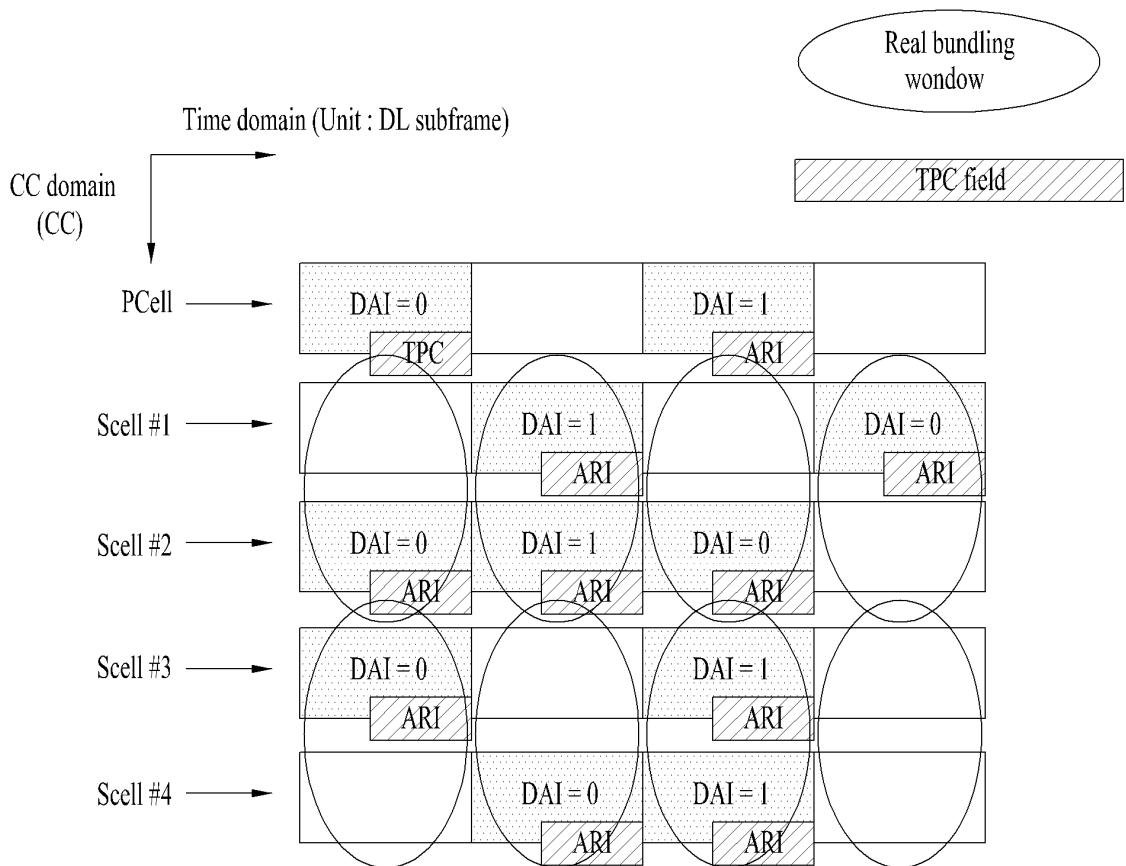 Real bundling
wondow
Time domain (Unit : DL subframe)
TPC field
CC domain
(CC)
PCell
DAI = 0
DAI = 1
TPC
ARI
Scell #1
DAI = 1
DAI = 0
ARI
ARI
Scell #2
DAI = 0
DAI = 1
DAI = 0
ARI
ARI
ARI
Scell #3
DAI = 0
DAI = 1
ARI
ARI
Scell #4
DAI = 0
DAI = 1
ARI
ARI